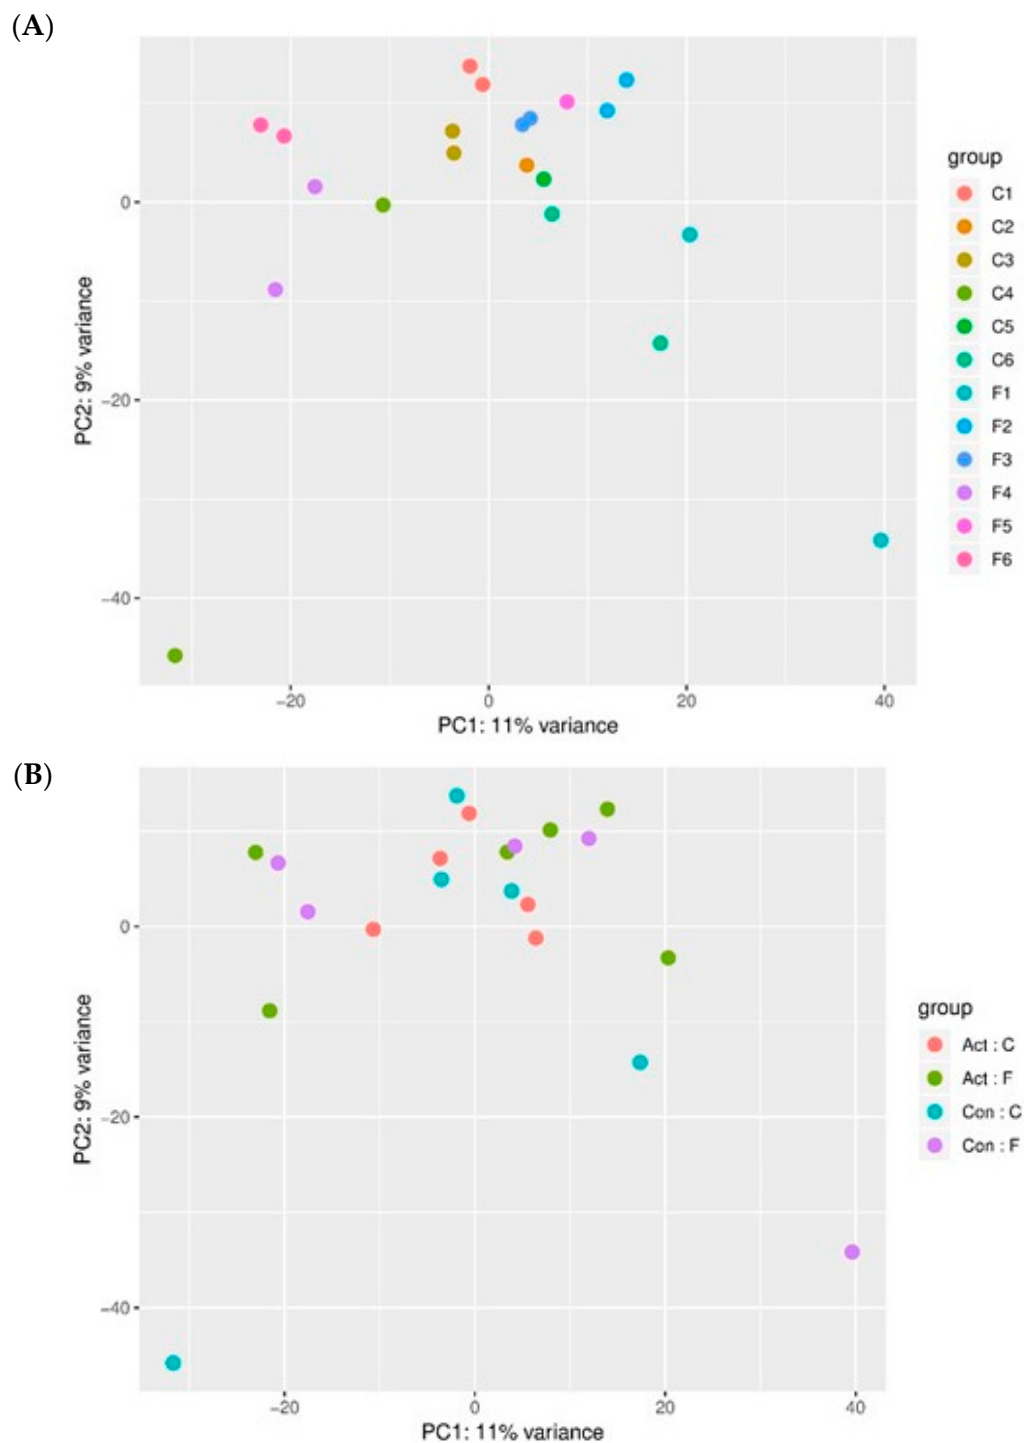 (A)
group
C1
C2
C3
C4
C5
C6
F1
F2
F3
F4
F5
F6
PC2: 9% variance
0
−20
−40
−20
0
20
40
PC1: 11% variance
(B)
group
Act : C
Act : F
Con : C
Con : F
PC2: 9% variance
0
−20
−40
−20
0
20
40
PC1: 11% variance